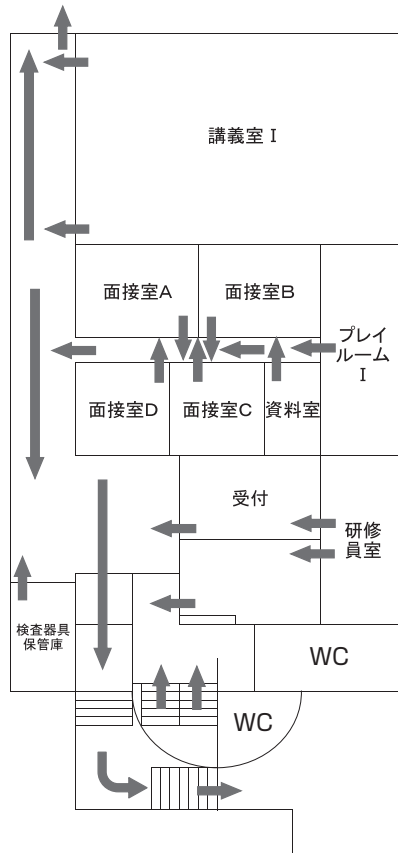 講義室Ⅰ
面接室A
面接室B
プレイ
ルーム
Ⅰ
面接室D
面接室C
資料室
受付
研修
員室
検査器具
保管庫
WC
WC